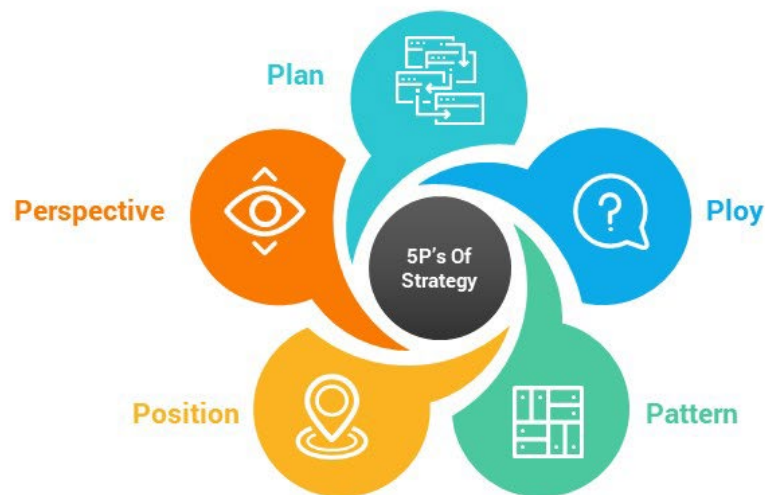 Plan
Perspective
Ploy
5P's Of
Strategy
Position
Pattern
?